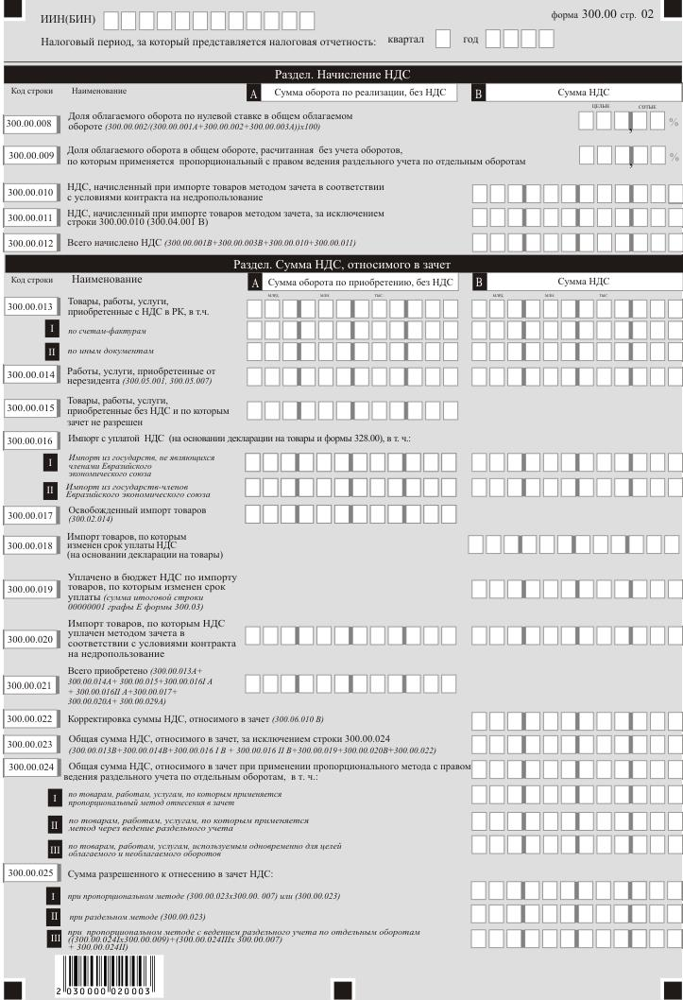 ИИН(БИН)
форма 300.00 стр. 02
Налоговый период, за который представляется налоговая отчетность: квартал год
Раздел. Начисление НДС
Код строки Наименование A Сумма оборота по реализации, без НДС B Сумма НДС
целые сотые
300.00.008 Доля облагаемого оборота по нулевой ставке в общем облагаемом
обороте (300.00.002/(300.00.001А+300.00.002+300.00.003А))х100) , %
300.00.009 Доля облагаемого оборота в общем обороте, расчитанная без учета оборотов,
по которым применяется пропорциональный с правом ведения раздельного учета по отдельным оборотам , %
300.00.010 НДС, начисленный при импорте товаров методом зачета в соответствии
с условиями контракта на недропользование
300.00.011 НДС, начисленный при импорте товаров методом зачета, за исключением
строки 300.00.010 (300.04.001 В)
300.00.012 Всего начислено НДС (300.00.001В+300.00.003В+300.00.010+300.00.011)
Раздел. Сумма НДС, относимого в зачет
Код строки Наименование A Сумма оборота по приобретению, без НДС B Сумма НДС
млрд. млн. тыс. млрд. млн. тыс.
300.00.013 Товары, работы, услуги,
приобретенные с НДС в РК, в т.ч.
I по счетам-фактурам
II по иным документам
300.00.014 Работы, услуги, приобретенные от
нерезидента (300.05.001, 300.05.007)
300.00.015 Товары, работы, услуги,
приобретенные без НДС и по которым
зачет не разрешен
300.00.016 Импорт с уплатой НДС (на основании декларации на товары и формы 328.00), в т. ч.:
I Импорт из государств, не являющихся
членами Евразийского
экономического союза
II Импорт из государств-членов
Евразийского экономического союза
300.00.017 Освобожденный импорт товаров
(300.02.014)
300.00.018 Импорт товаров, по которым
изменен срок уплаты НДС
(на основании декларации на товары)
300.00.019 Уплачено в бюджет НДС по импорту
товаров, по которым изменен срок
уплаты (сумма итоговой строки
00000001 графы Е формы 300.03)
300.00.020 Импорт товаров, по которым НДС
уплачен методом зачета в
соответствии с условиями контракта
на недропользование
300.00.021 Всего приобретено (300.00.013А+
300.00.014А+ 300.00.015+300.00.016I А
+ 300.00.016II А+300.00.017+
300.00.020А+ 300.00.029А)
300.00.022 Корректировка суммы НДС, относимого в зачет (300.06.010 В)
300.00.023 Общая сумма НДС, относимого в зачет, за исключением строки 300.00.024
(300.00.013В+300.00.014В+300.00.016 I В + 300.00.016 II В+300.00.019+300.00.020В+300.00.022)
300.00.024 Общая сумма НДС, относимого в зачет при применении пропорционального метода с правом
ведения раздельного учета по отдельным оборотам, в т. ч.:
I по товарам, работам, услугам, по которым применяется
пропорциональный метод отнесения в зачет
II по товарам, работам, услугам, по которым применяется
метод через ведение раздельного учета
III по товарам, работам, услугам, используемым одновременно для целей
облагаемого и необлагаемого оборотов
300.00.025 Сумма разрешенного к отнесению в зачет НДС:
I при пропорциональном методе (300.00.023х300.00. 007) или (300.00.023)
II при раздельном методе (300.00.023)
III при пропорциональном методе с ведением раздельного учета по отдельным оборотам
((300.00.024Iх300.00.009)+(300.00.024IIIх 300.00.007)
+ 300.00.024II)
2 030000 020003